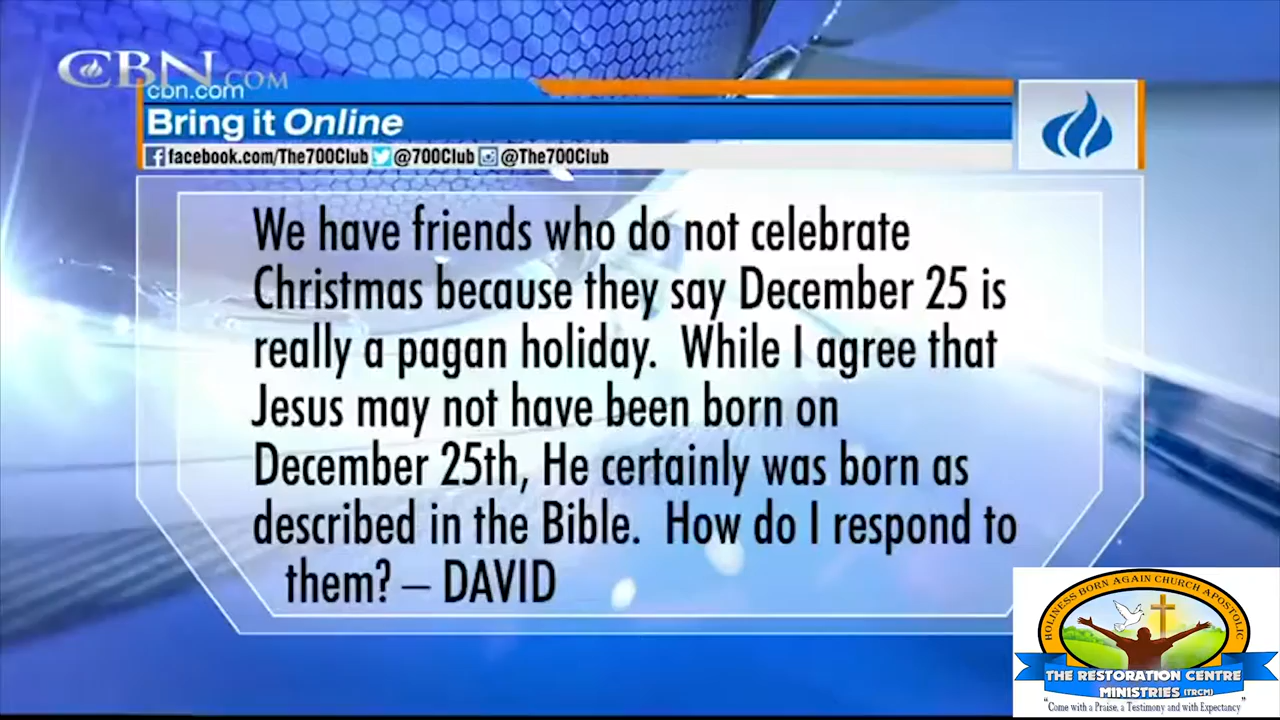 CBN.COM
cbn.com
Bring it Online
facebook.com/The700Club @700Club @The700Club
We have friends who do not celebrate
Christmas because they say December 25 is
really a pagan holiday. While I agree that
Jesus may not have been born on
December 25th, He certainly was born as
described in the Bible. How do I respond to
them? – DAVID
HOLINESS BORN AGAIN CHURCH APOSTOLIC
THE RESTORATION CENTRE
MINISTRIES (TRCM)
"Come with a Praise, a Testimony and with Expectancy"